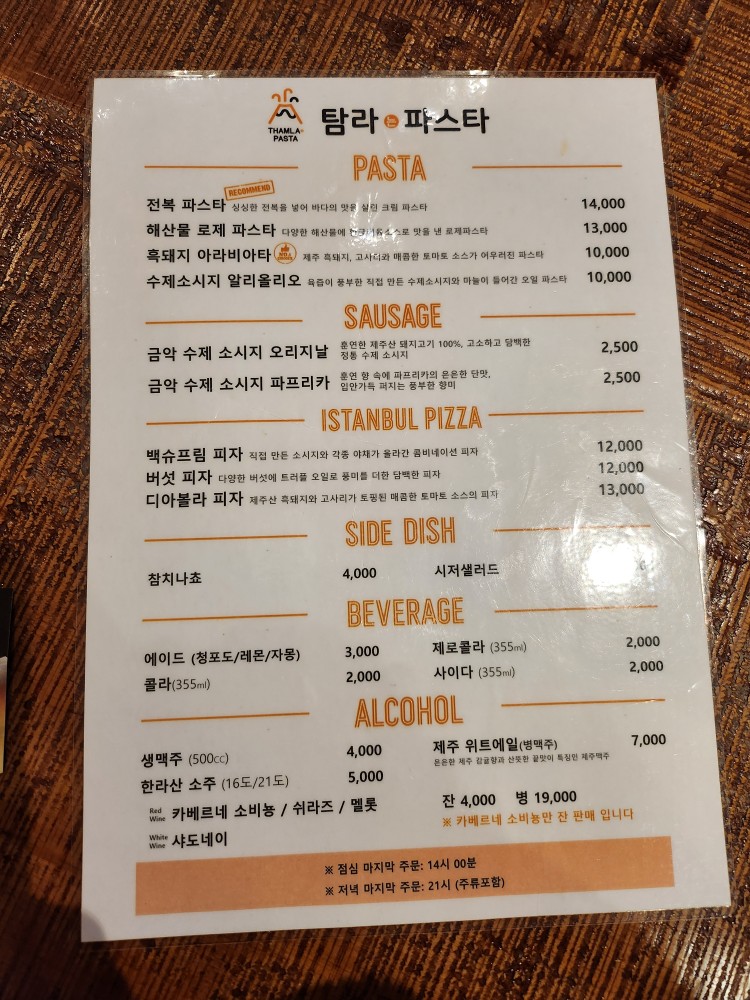 THAMLA
PASTA
탐라는파스타
PASTA
RECOMMEND
전복 파스타 싱싱한 전복을 넣어 바다의 맛을 살린 크림 파스타 14,000
해산물 로제 파스타 다양한 해산물에 로제파스타 13,000
흑돼지 아라비아타 제주 흑돼지, 고사리와 매콤한 토마토 소스가 어우러진 파스타 10,000
수제소시지 알리올리오 육즙이 풍부한 직접 만든 수제소시지와 마늘이 들어간 오일 파스타 10,000
SAUSAGE
금악 수제 소시지 오리지날 훈연한 제주산 돼지고기 100%, 고소하고 담백한 2,500
정통 수제 소시지
금악 수제 소시지 파프리카 훈연 향 속에 파프리카의 은은한 단맛, 2,500
입안가득 퍼지는 풍부한 향미
ISTANBUL PIZZA
백슈프림 피자 직접 만든 소시지와 각종 야채가 올라간 콤비네이션 피자 12,000
버섯 피자 다양한 버섯에 트러플 오일로 풍미를 더한 담백한 피자 12,000
디아볼라 피자 제주산 흑돼지와 고사리가 토핑된 매콤한 토마토 소스의 피자 13,000
SIDE DISH
참치나쵸 4,000 시저샐러드
BEVERAGE
에이드 (청포도/레몬/자몽) 3,000 제로콜라 (355ml) 2,000
콜라(355ml) 2,000 사이다 (355ml) 2,000
ALCOHOL
생맥주 (500cc) 4,000 제주 위트에일(병맥주) 7,000
은은한 제주 감귤향과 산뜻한 끝맛이 특징인 제주맥주
한라산 소주 (16도/21도) 5,000
Red Wine 카베르네 소비뇽 / 쉬라즈 / 멜롯 잔 4,000 병 19,000
※ 카베르네 소비뇽만 잔 판매 입니다
White Wine 샤도네이
※ 점심 마지막 주문: 14시 00분
※ 저녁 마지막 주문: 21시 (주류포함)